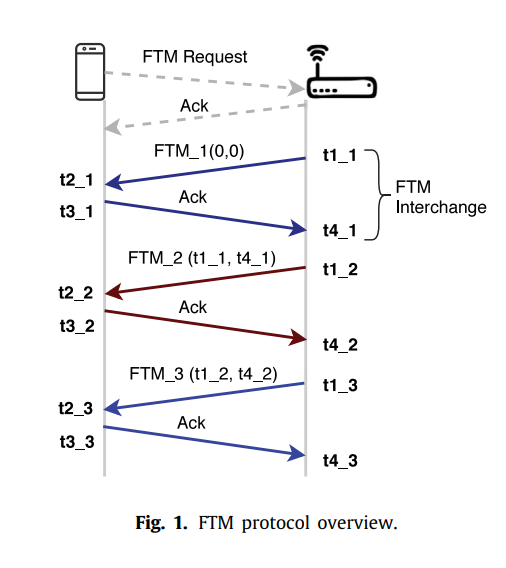 FTM Request
Ack
FTM_1(0,0)
t1_1
t2_1
Ack
FTM
Interchange
t3_1
t4_1
FTM_2 (t1_1, t4_1)
t1_2
t2_2
Ack
t3_2
t4_2
FTM_3 (t1_2, t4_2)
t1_3
t2_3
Ack
t3_3
t4_3
Fig. 1. FTM protocol overview.